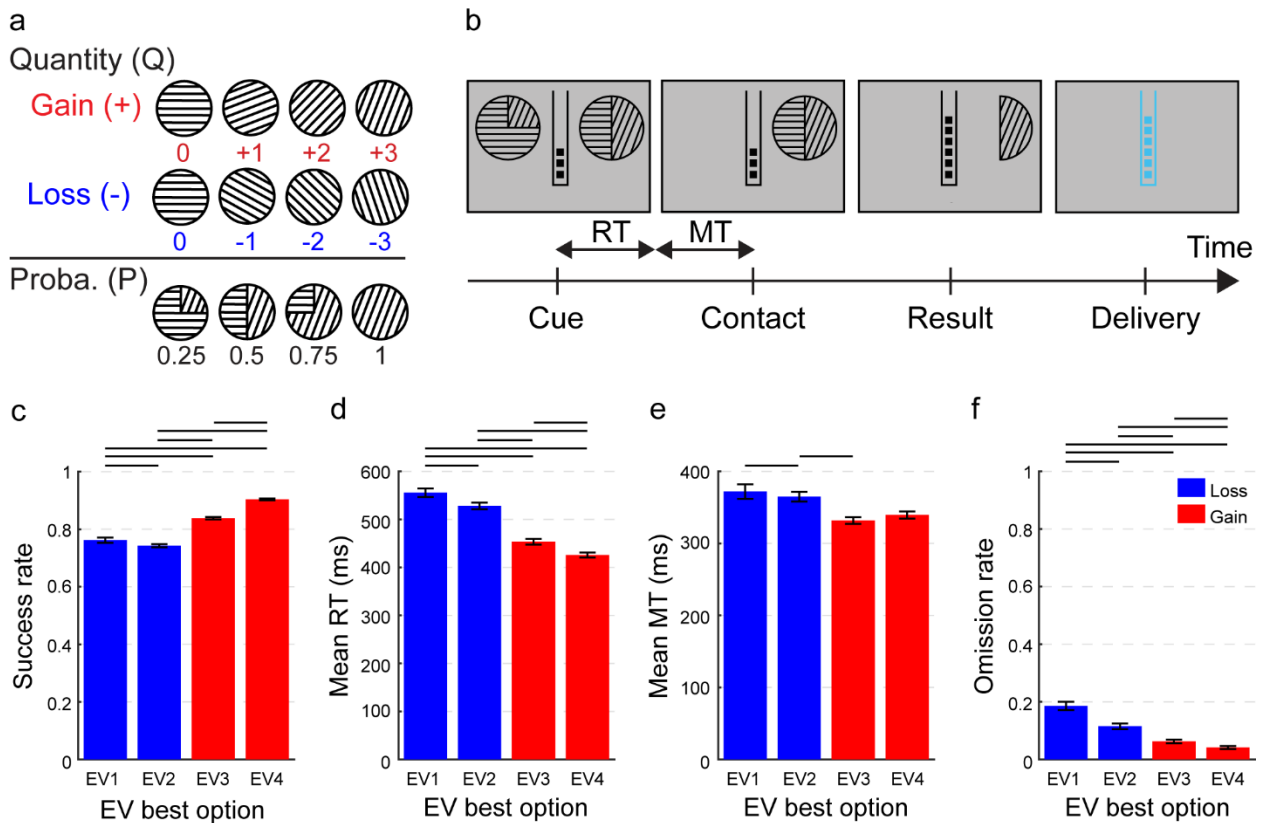 a
Quantity (Q)
Gain (+)
0 +1 +2 +3
Loss (-)
0 -1 -2 -3
Proba. (P)
0.25 0.5 0.75 1
b
RT MT
Time
Cue Contact Result Delivery
c
Success rate
1
0.8
0.6
0.4
0.2
0
EV1 EV2 EV3 EV4
EV best option
d
Mean RT (ms)
600
500
400
300
200
100
0
EV1 EV2 EV3 EV4
EV best option
e
Mean MT (ms)
400
300
200
100
0
EV1 EV2 EV3 EV4
EV best option
f
Omission rate
1
0.8
0.6
0.4
0.2
0
Loss
Gain
EV1 EV2 EV3 EV4
EV best option